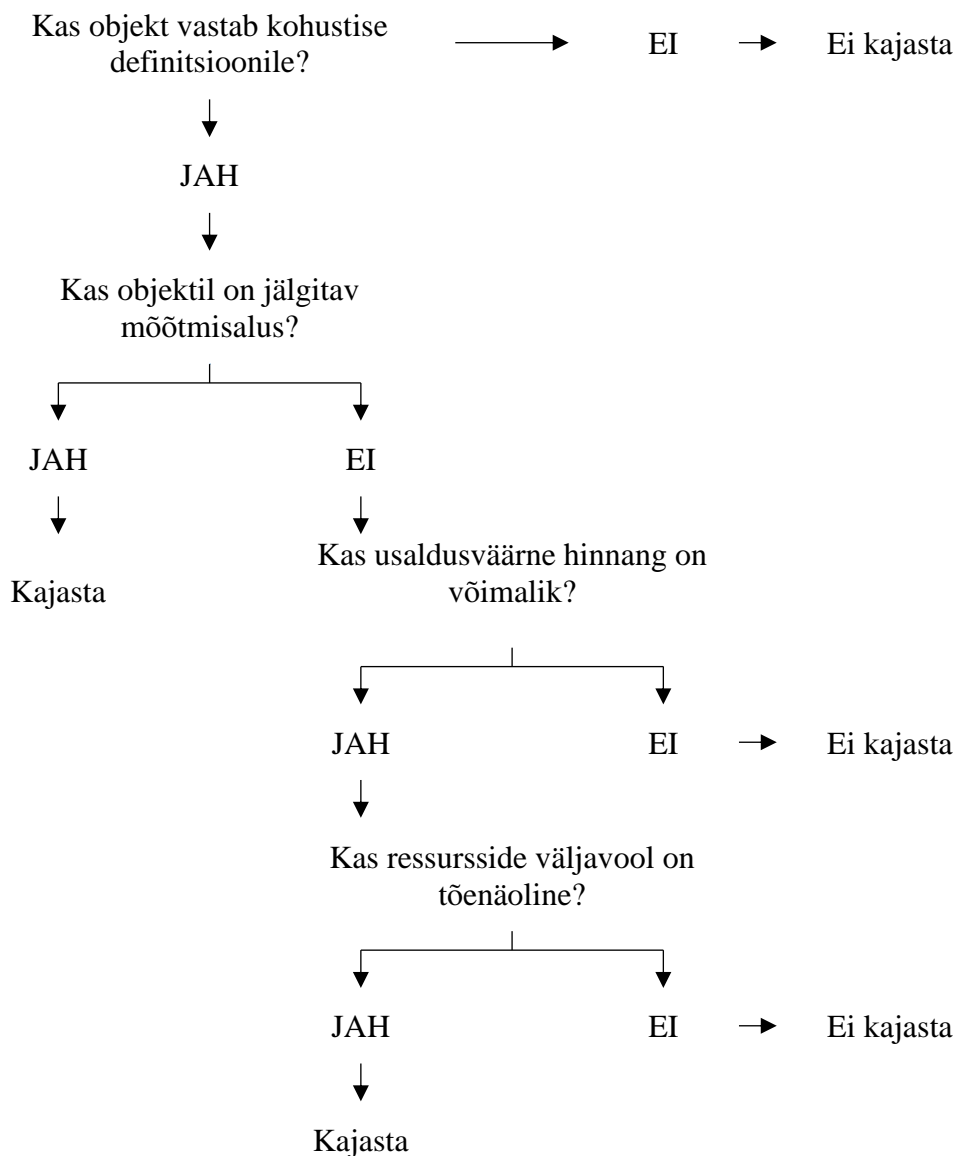 Kas objekt vastab kohustise
definitsioonile?
EI
Ei kajasta
JAH
Kas objektil on jälgitav
mõõtmisalus?
JAH
EI
Kajasta
Kas usaldusväärne hinnang on
võimalik?
JAH
EI
Ei kajasta
Kas ressursside väljavool on
tõenäoline?
JAH
EI
Ei kajasta
Kajasta